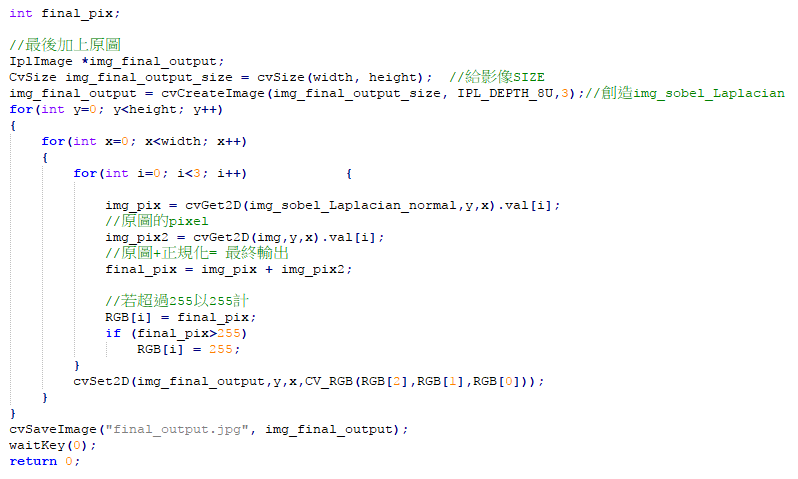 int final_pix;
//最後加上原圖
IplImage *img_final_output;
CvSize img_final_output_size = cvSize(width, height);  //給影像SIZE
img_final_output = cvCreateImage(img_final_output_size, IPL_DEPTH_8U,3);//創造img_sobel_Laplacian
for(int y=0; y<height; y++)
{
    for(int x=0; x<width; x++)
    {
        for(int i=0; i<3; i++)            {
            img_pix = cvGet2D(img_sobel_Laplacian_normal,y,x).val[i];
            //原圖的pixel
            img_pix2 = cvGet2D(img,y,x).val[i];
            //原圖+正規化= 最終輸出
            final_pix = img_pix + img_pix2;
            //若超過255以255計
            RGB[i] = final_pix;
            if (final_pix>255)
                RGB[i] = 255;
        }
        cvSet2D(img_final_output,y,x,CV_RGB(RGB[2],RGB[1],RGB[0]));
    }
}
cvSaveImage("final_output.jpg", img_final_output);
waitKey(0);
return 0;